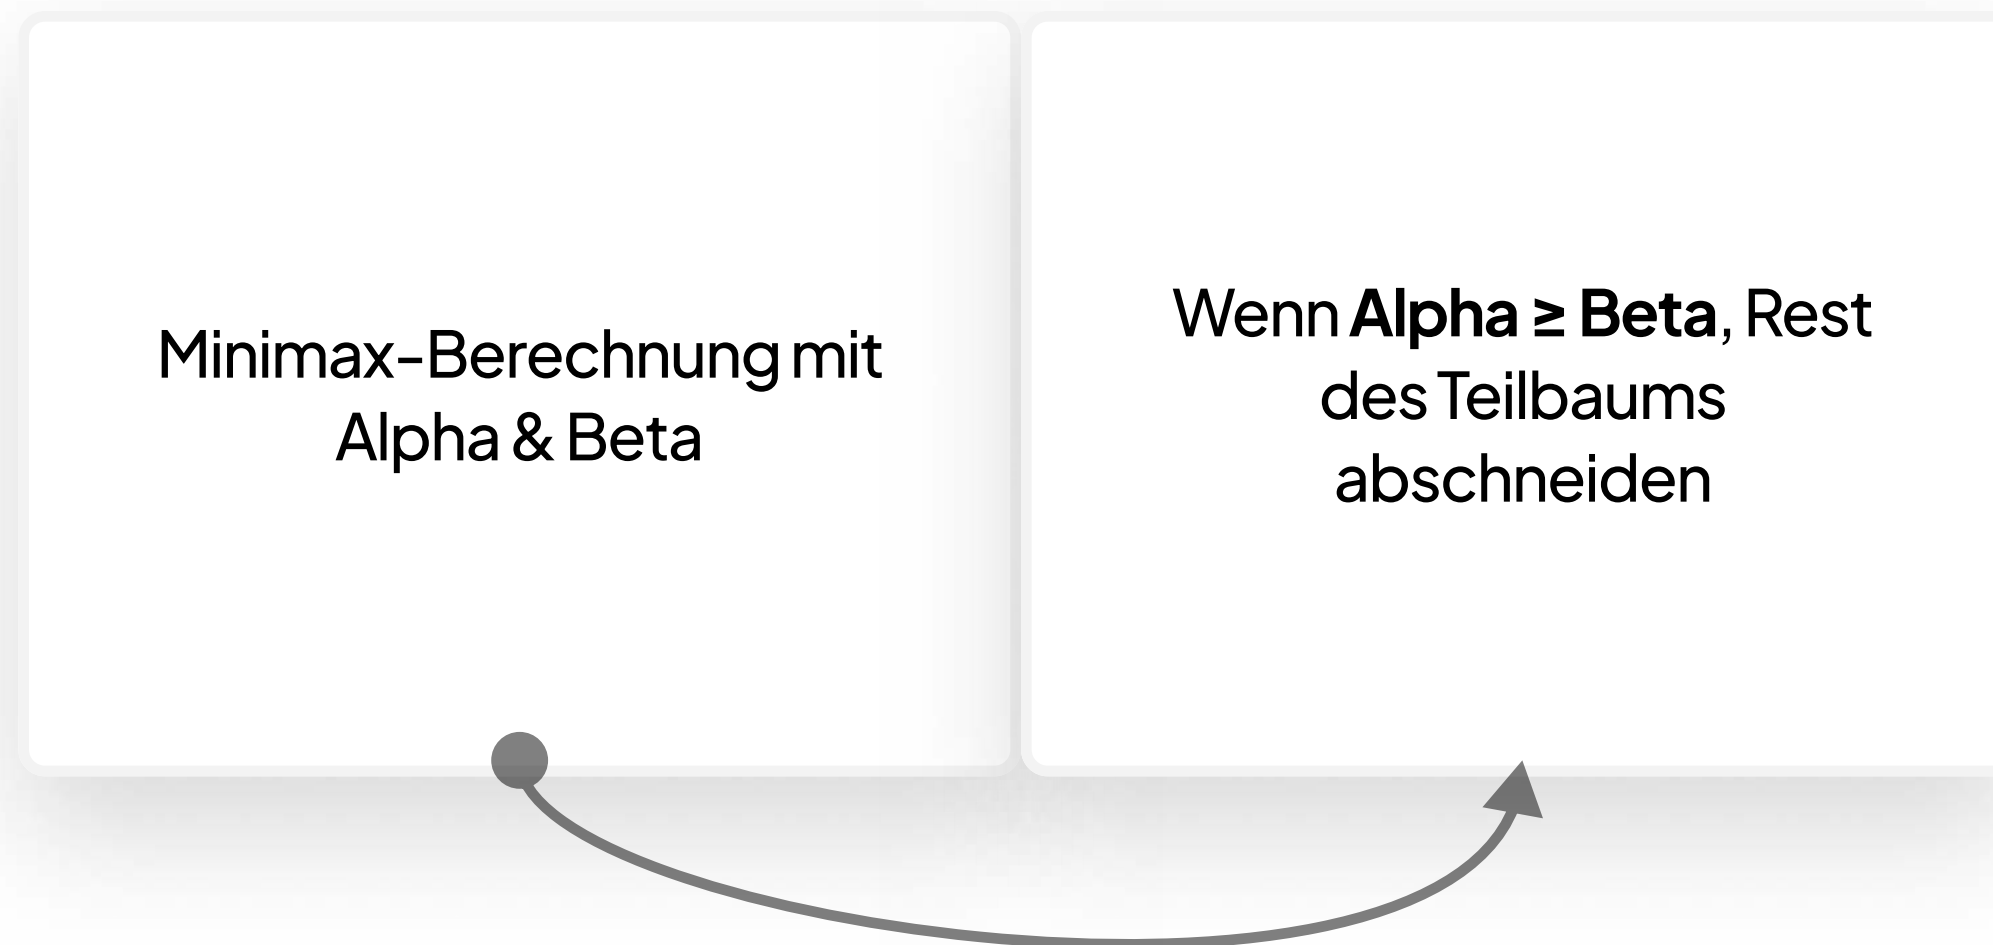 Minimax-Berechnung mit
Alpha & Beta
Wenn Alpha ≥ Beta, Rest
des Teilbaums
abschneiden